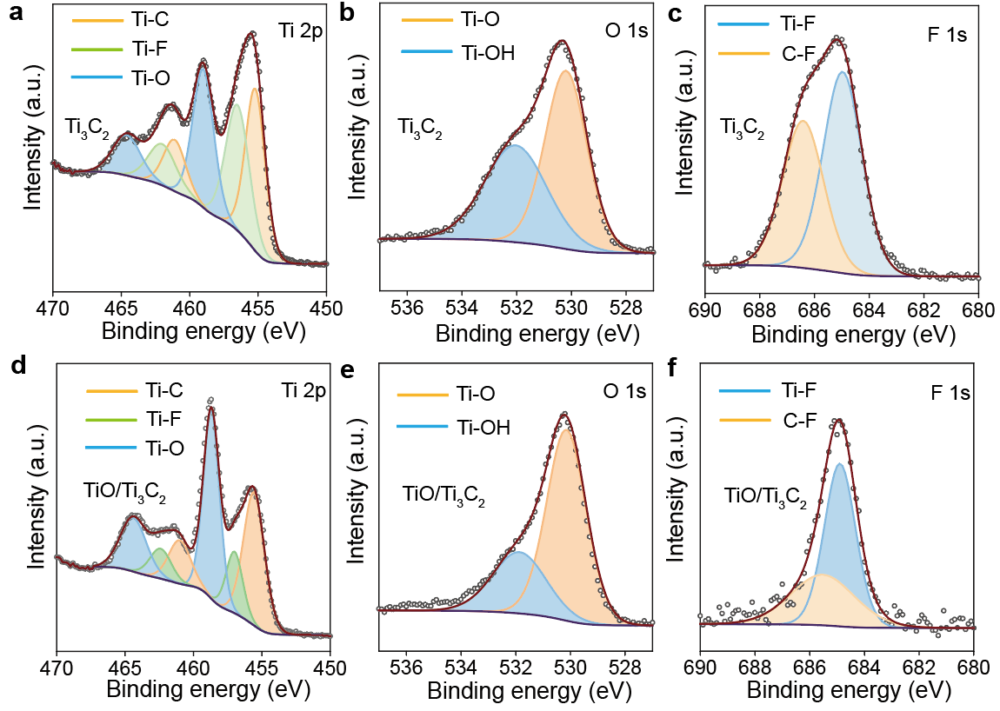 a
Ti-C
Ti-F
Ti-O
Ti 2p
Ti₃C₂
Intensity (a.u.)
470 465 460 455 450
Binding energy (eV)
b
Ti-O
Ti-OH
O 1s
Ti₃C₂
Intensity (a.u.)
536 534 532 530 528
Binding energy (eV)
c
Ti-F
C-F
F 1s
Ti₃C₂
Intensity (a.u.)
690 688 686 684 682 680
Binding energy (eV)
d
Ti-C
Ti-F
Ti-O
Ti 2p
TiO/Ti₃C₂
Intensity (a.u.)
470 465 460 455 450
Binding energy (eV)
e
Ti-O
Ti-OH
O 1s
TiO/Ti₃C₂
Intensity (a.u.)
536 534 532 530 528
Binding energy (eV)
f
Ti-F
C-F
F 1s
TiO/Ti₃C₂
Intensity (a.u.)
690 688 686 684 682 680
Binding energy (eV)